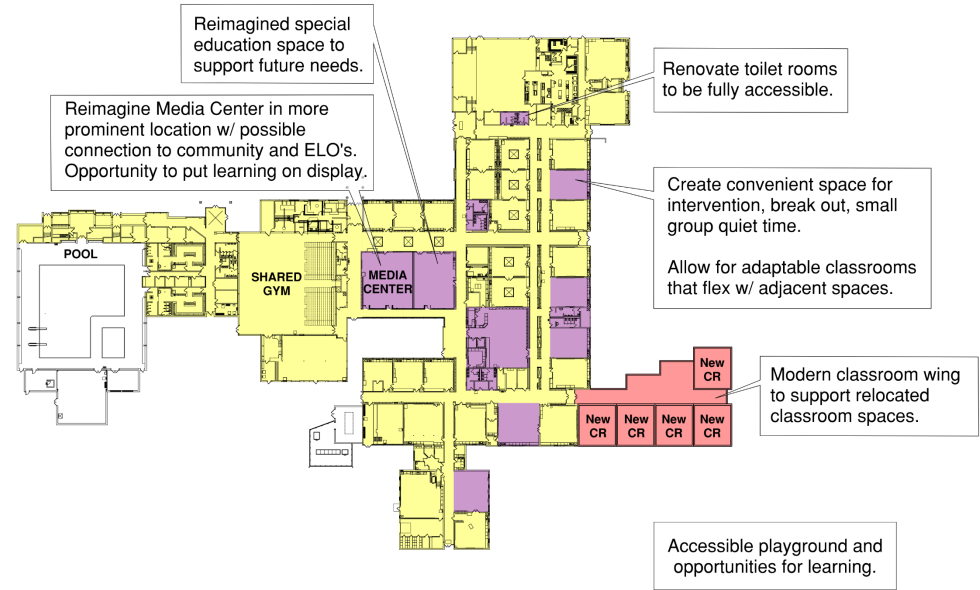 Reimagined special
education space to
support future needs.
Renovate toilet rooms
to be fully accessible.
Reimagine Media Center in more
prominent location w/ possible
connection to community and ELO's.
Opportunity to put learning on display.
Create convenient space for
intervention, break out, small
group quiet time.
Allow for adaptable classrooms
that flex w/ adjacent spaces.
POOL
SHARED
GYM
MEDIA
CENTER
New
CR
Modern classroom wing
to support relocated
classroom spaces.
New
CR
New
CR
New
CR
New
CR
Accessible playground and
opportunities for learning.